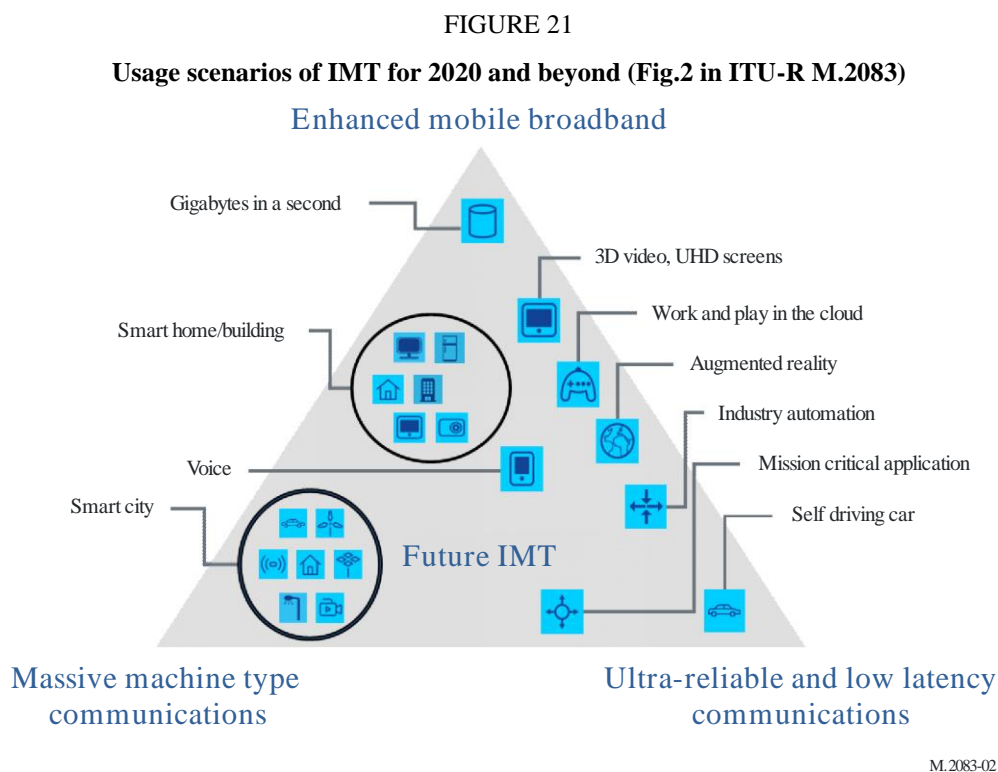 FIGURE 21
Usage scenarios of IMT for 2020 and beyond (Fig.2 in ITU-R M.2083)
Enhanced mobile broadband
Gigabytes in a second
3D video, UHD screens
Smart home/building
Work and play in the cloud
Augmented reality
Industry automation
Voice
Mission critical application
Smart city
Self driving car
Future IMT
Massive machine type
communications
Ultra-reliable and low latency
communications
M.2083-02